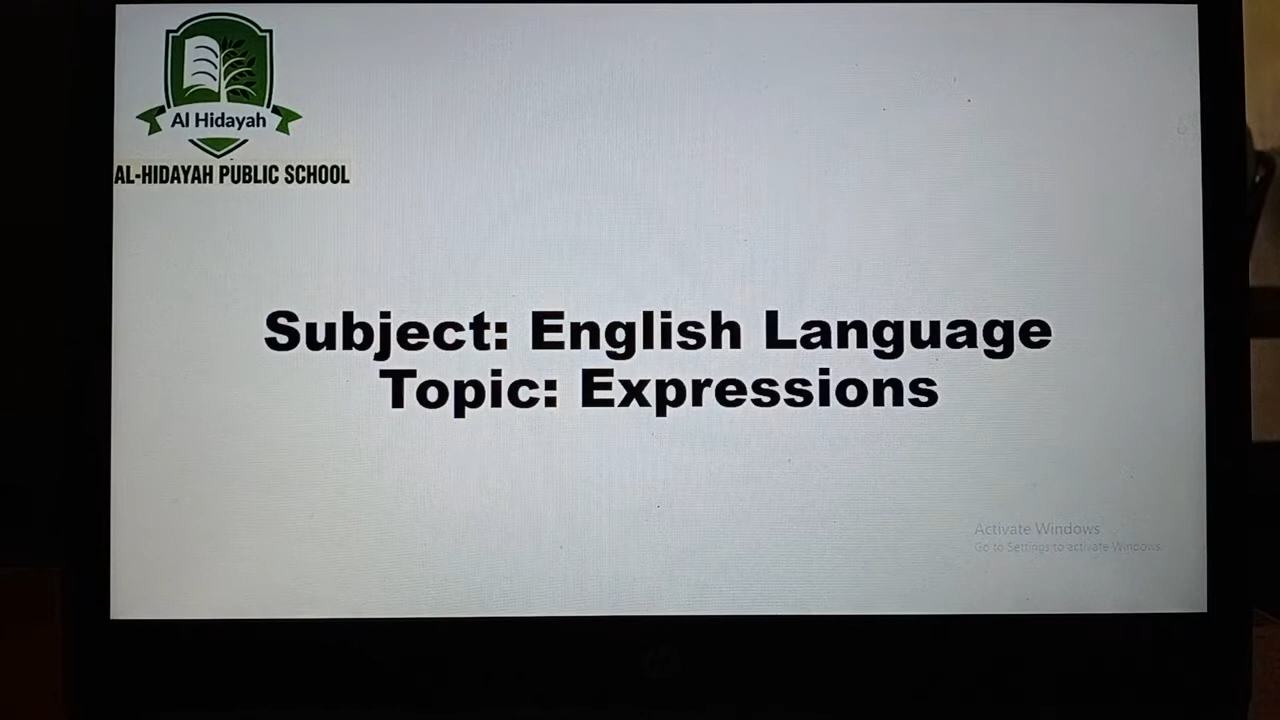 Al Hidayah
AL-HIDAYAH PUBLIC SCHOOL
Subject: English Language
Topic: Expressions
Activate Windows
Go to Settings to activate Windows.